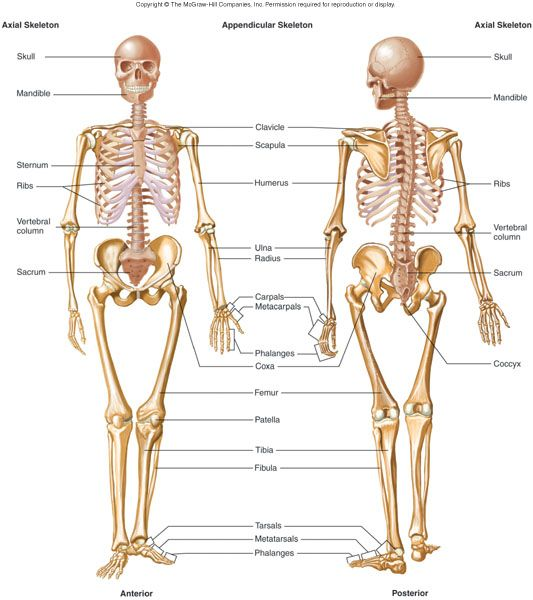 Copyright © The McGraw-Hill Companies, Inc. Permission required for reproduction or display.
Axial Skeleton
Appendicular Skeleton
Axial Skeleton
Skull
Mandible
Sternum
Ribs
Vertebral
column
Sacrum
Clavicle
Scapula
Humerus
Ulna
Radius
Carpals
Metacarpals
Phalanges
Coxa
Femur
Patella
Tibia
Fibula
Tarsals
Metatarsals
Phalanges
Skull
Mandible
Ribs
Vertebral
column
Sacrum
Coccyx
Anterior
Posterior